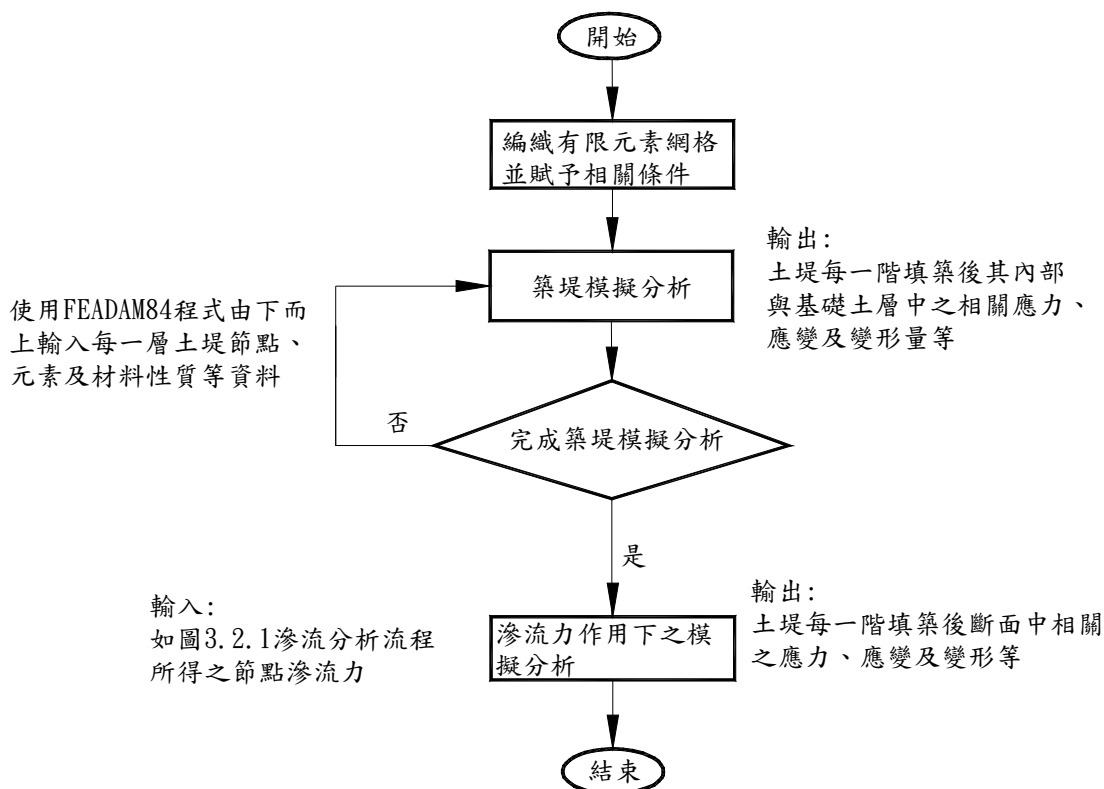 開始
編織有限元素網格
並賦予相關條件
輸出:
土堤每一階填築後其內部
與基礎土層中之相關應力、
應變及變形量等
築堤模擬分析
使用FEADAM84程式由下而
上輸入每一層土堤節點、
元素及材料性質等資料
否
完成築堤模擬分析
是
輸入:
如圖3.2.1滲流分析流程
所得之節點滲流力
滲流力作用下之模
擬分析
輸出:
土堤每一階填築後斷面中相關
之應力、應變及變形等
結束